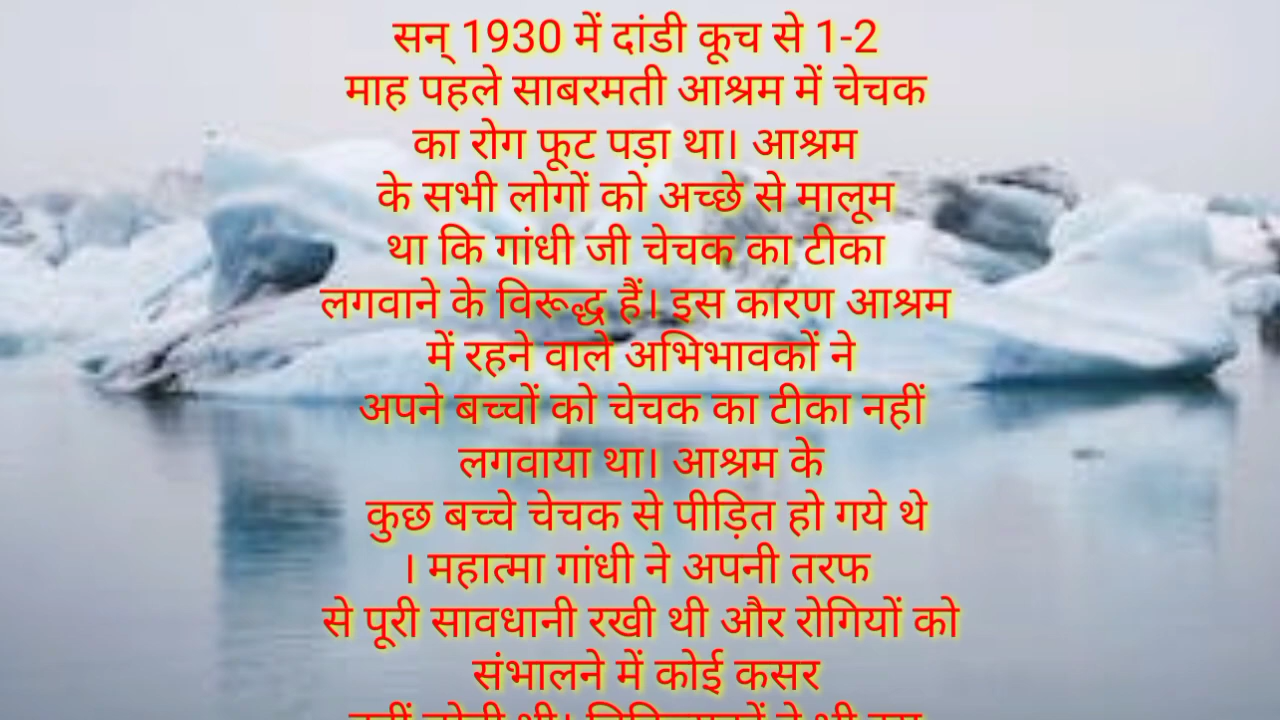 सन् 1930 में दांडी कूच से 1-2
माह पहले साबरमती आश्रम में चेचक
का रोग फूट पड़ा था। आश्रम
के सभी लोगों को अच्छे से मालूम
था कि गांधी जी चेचक का टीका
लगवाने के विरूद्ध हैं। इस कारण आश्रम
में रहने वाले अभिभावकों ने
अपने बच्चों को चेचक का टीका नहीं
लगवाया था। आश्रम के
कुछ बच्चे चेचक से पीड़ित हो गये थे
। महात्मा गांधी ने अपनी तरफ
से पूरी सावधानी रखी थी और रोगियों को
संभालने में कोई कसर